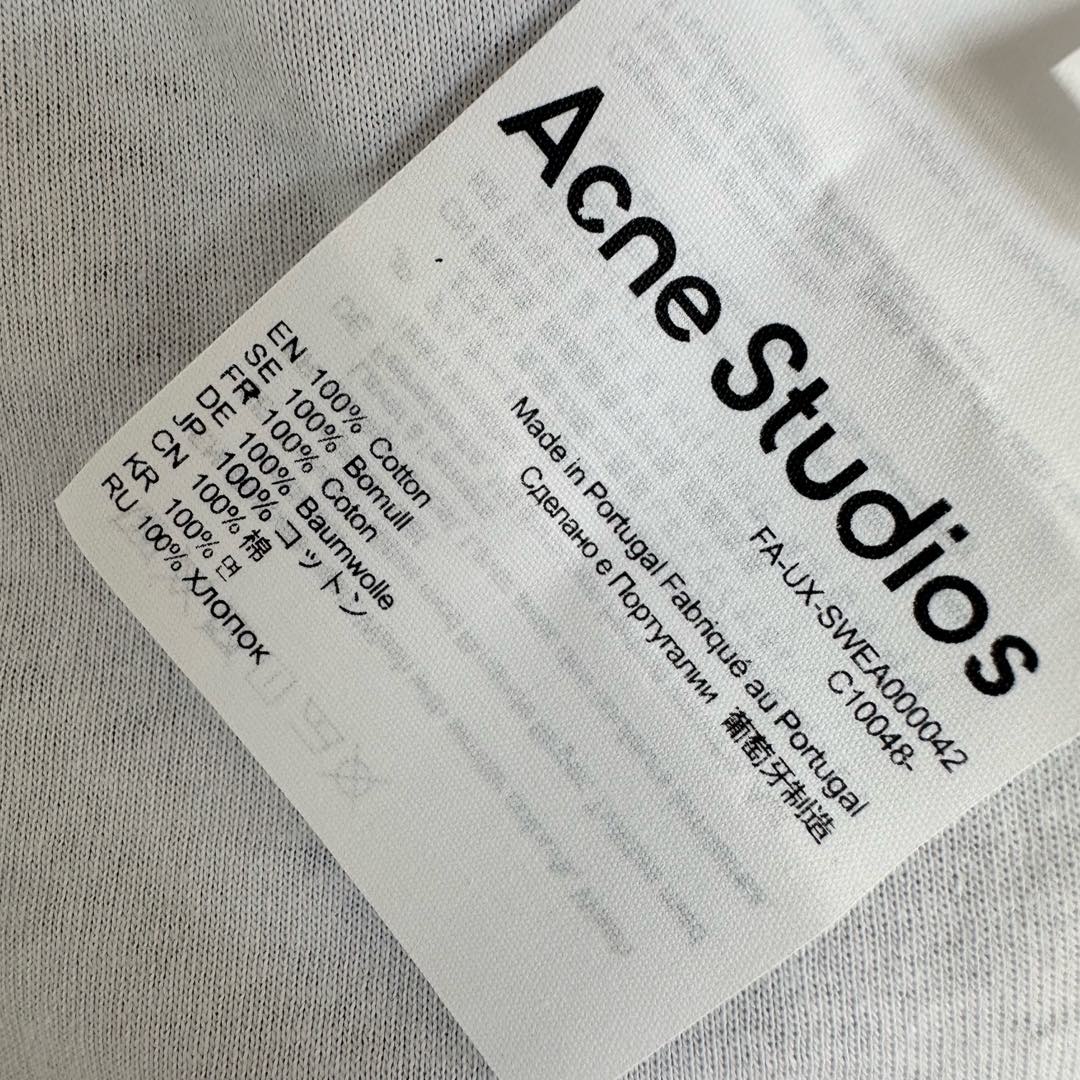 Acne Studios
FA-UX-SWEA000042
C10048-
Made in Portugal Fabriqué au Portugal
Сделано е Португалии 葡萄牙制造
EN 100% Cotton
SE 100% Bomull
FR 100% Coton
DE 100% Baumwolle
JP 100% コットン
CN 100% 棉
KR 100% 면
RU 100% Хлопок